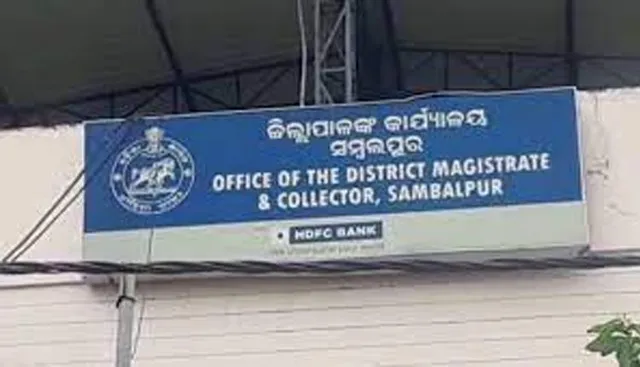 ଜିଲ୍ଲାପାଳଙ୍କ କାର୍ଯ୍ୟାଳୟ
ସମ୍ବଲପୁର
OFFICE OF THE DISTRICT MAGISTRATE
& COLLECTOR, SAMBALPUR
HDFC BANK